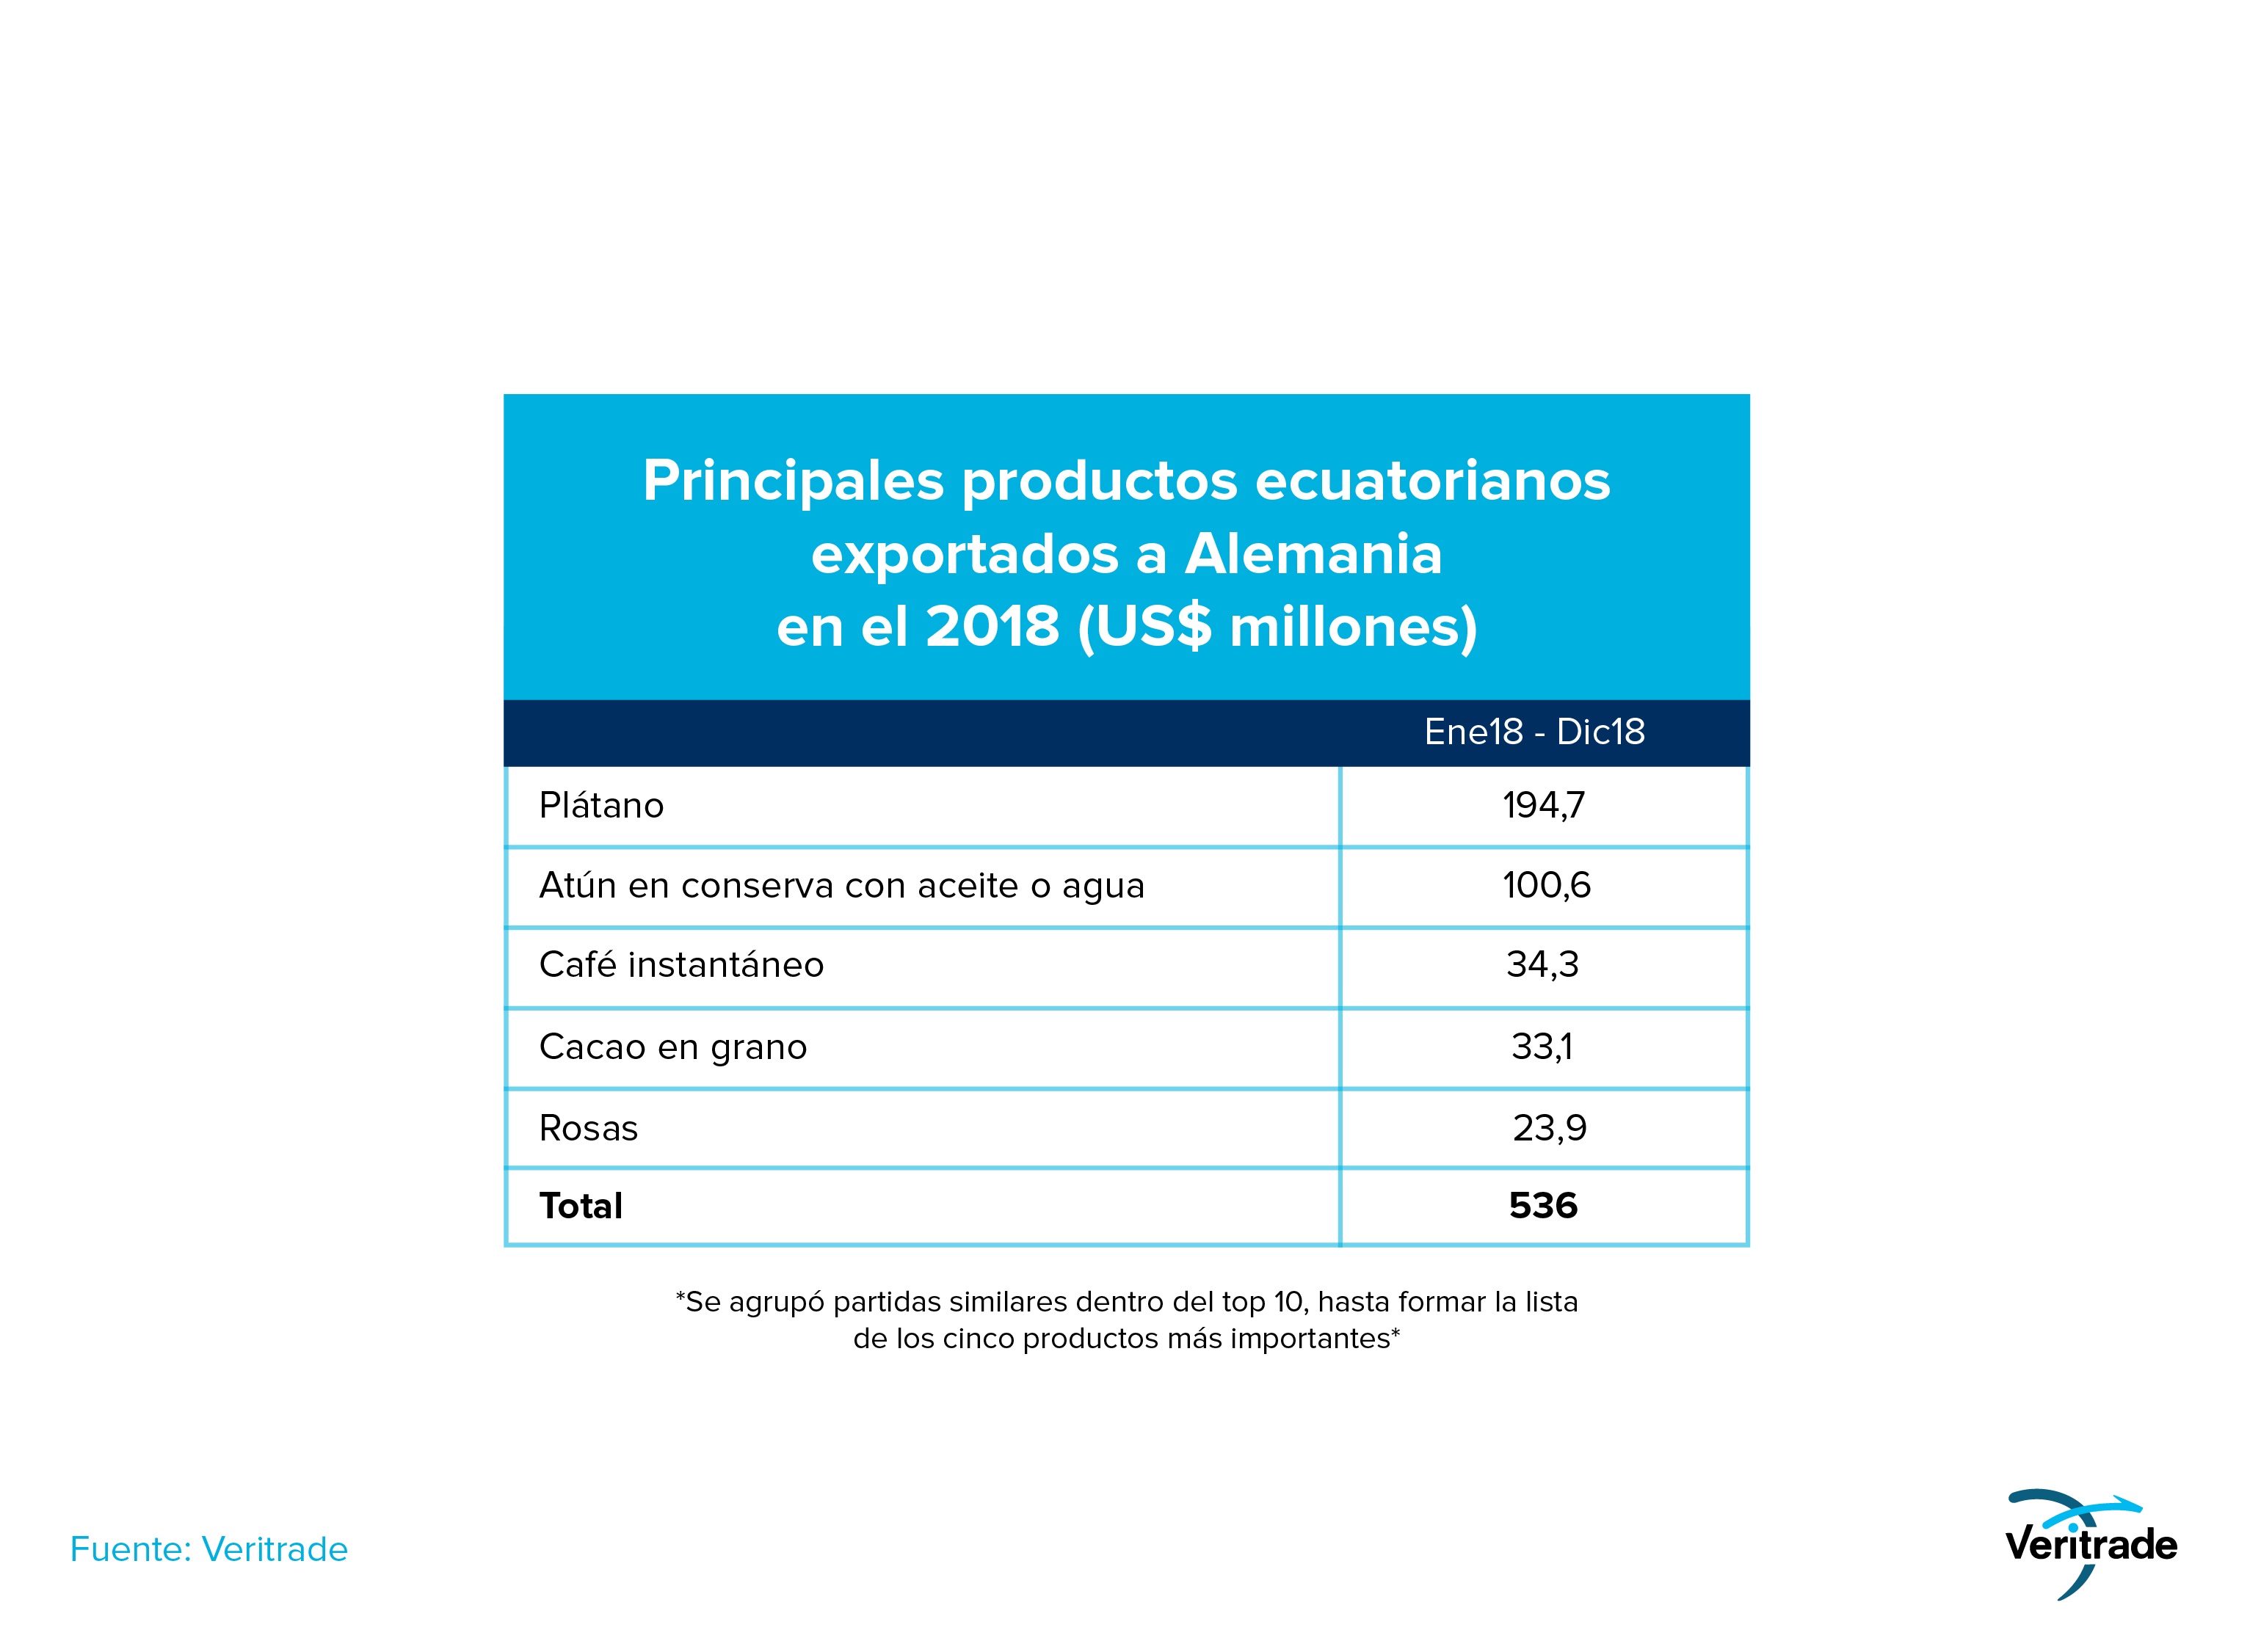 Principales productos ecuatorianos
exportados a Alemania
en el 2018 (US$ millones)
Ene18 - Dic18
Plátano 194,7
Atún en conserva con aceite o agua 100,6
Café instantáneo 34,3
Cacao en grano 33,1
Rosas 23,9
Total 536
*Se agrupó partidas similares dentro del top 10, hasta formar la lista
de los cinco productos más importantes*
Fuente: Veritrade
Veritrade